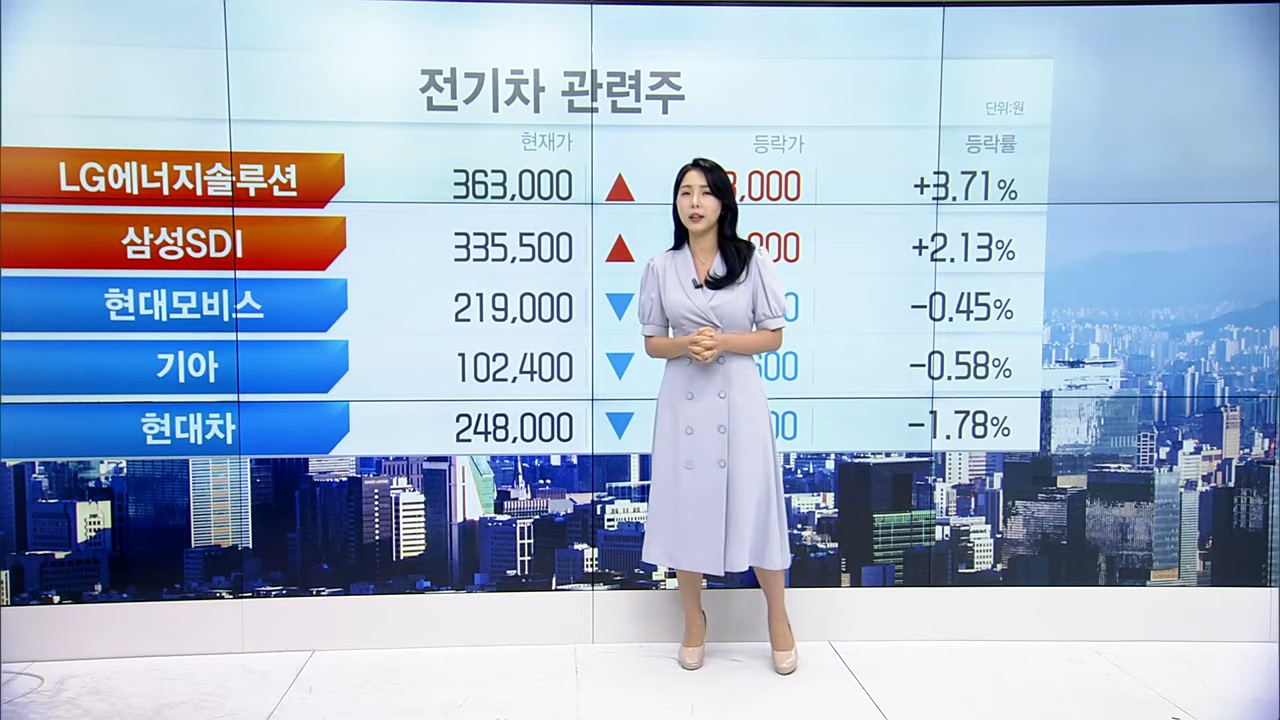 전기차 관련주
단위:원
현재가 등락가 등락률
LG에너지솔루션 363,000 ▲ +3.71%
삼성SDI 335,500 ▲ +2.13%
현대모비스 219,000 ▼ -0.45%
기아 102,400 ▼ -0.58%
현대차 248,000 ▼ -1.78%